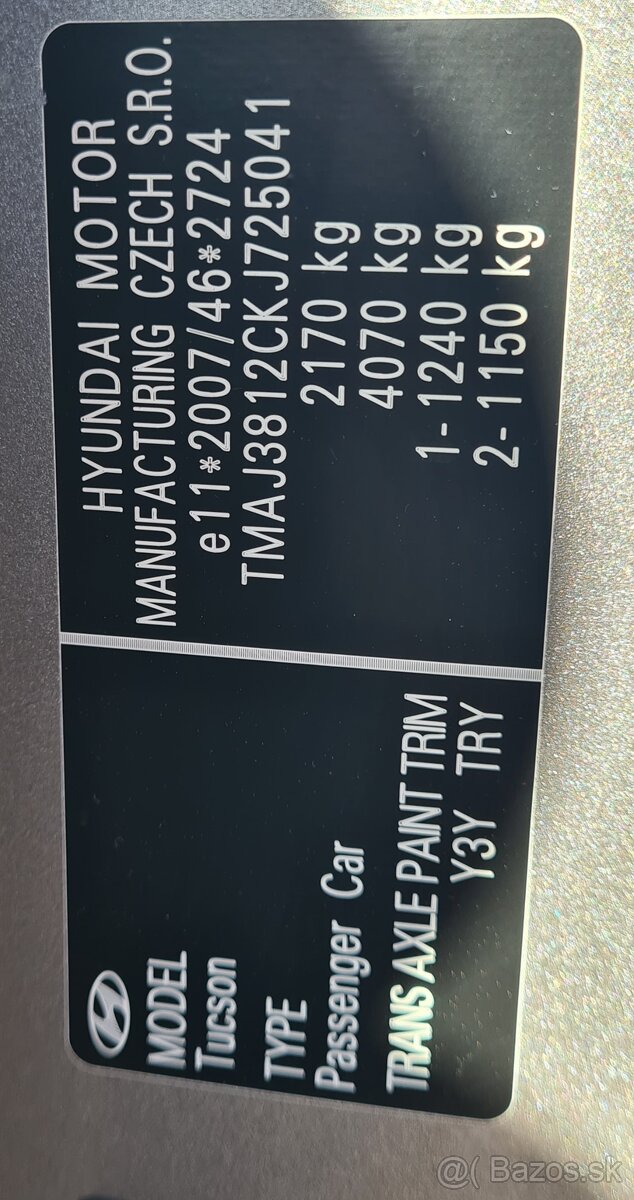 MODEL
Tucson
TYPE
Passenger Car
TRANS AXLE PAINT TRIM
Y3Y TRY
HYUNDAI MOTOR
MANUFACTURING CZECH S.R.O.
e11*2007/46*2724
TMAJ3812CKJ725041
2170 kg
4070 kg
1- 1240 kg
2- 1150 kg
@( Bazos.sk